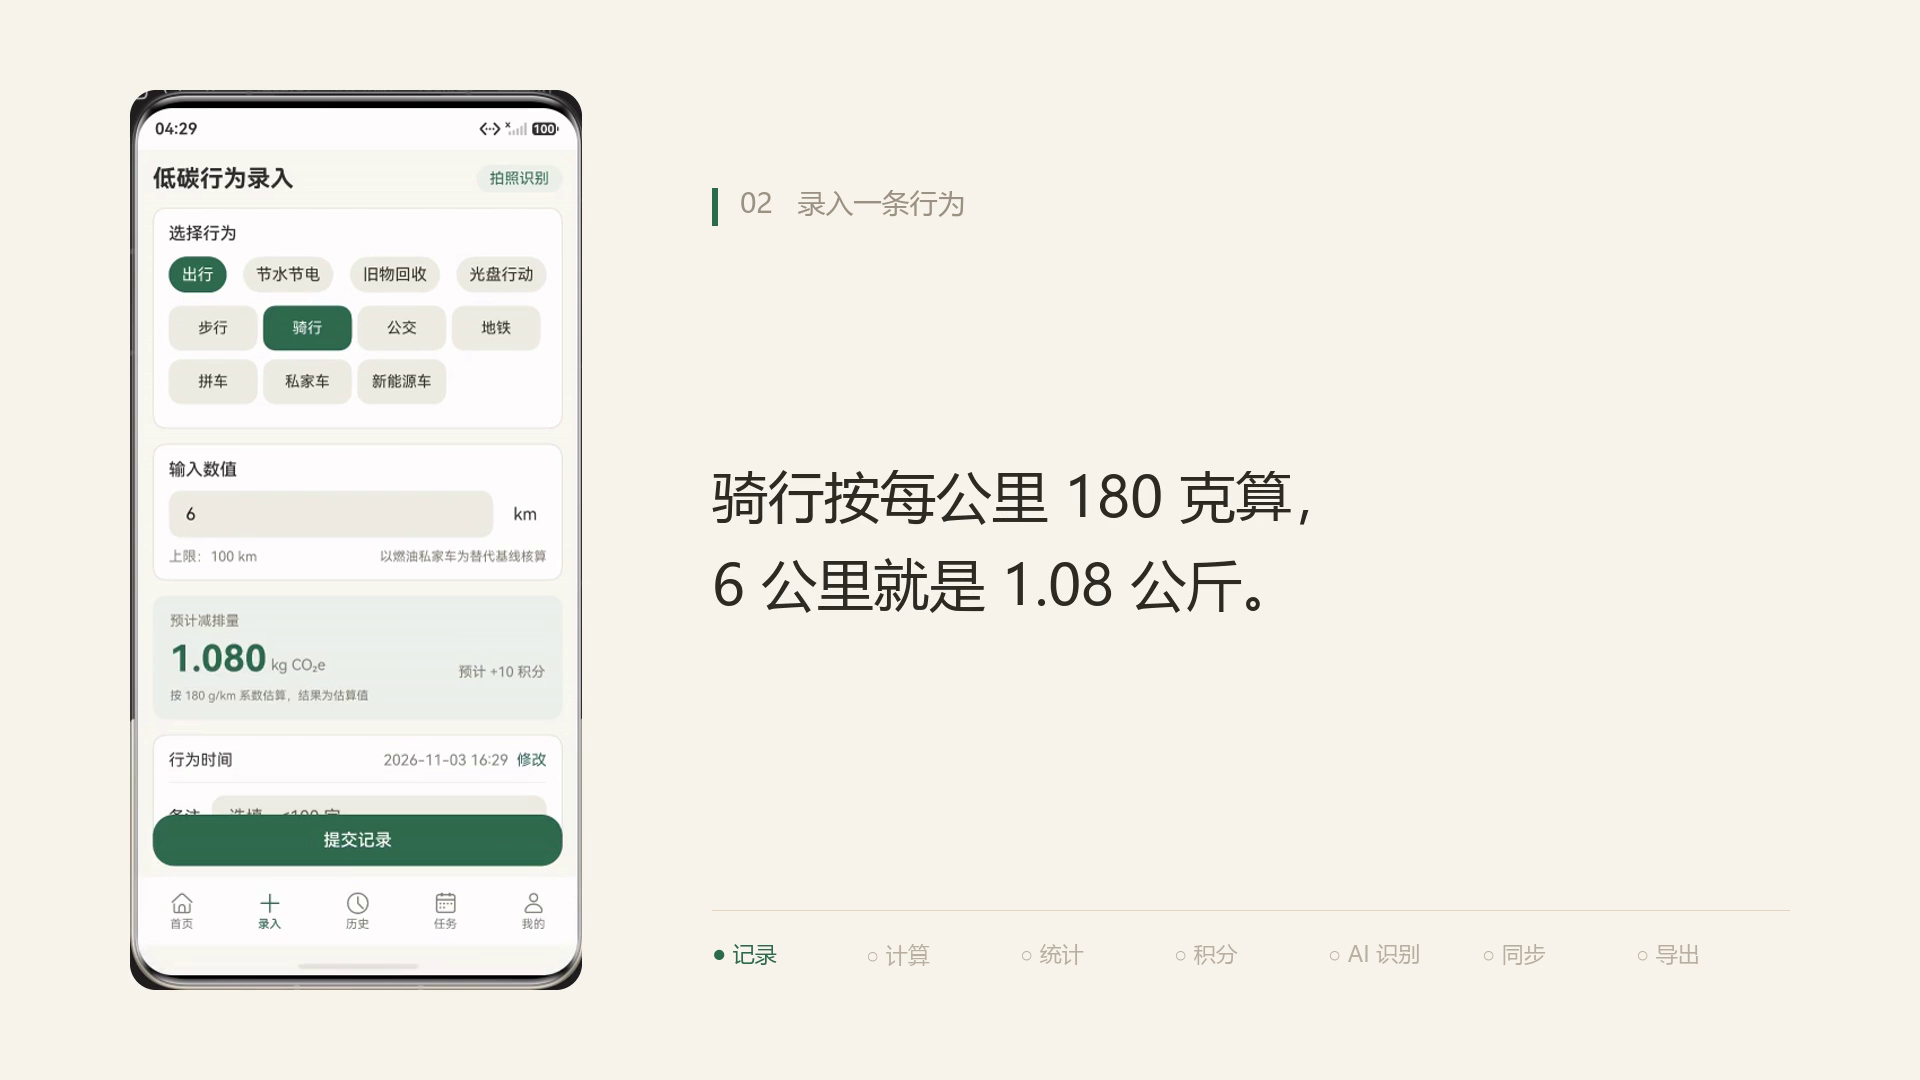 04:29
100
低碳行为录入
拍照识别
选择行为
出行 节水节电 旧物回收 光盘行动
步行 骑行 公交 地铁
拼车 私家车 新能源车
输入数值
6 km
上限：100 km 以燃油私家车为替代基线核算
预计减排量
1.080 kg CO₂e
预计 +10 积分
按 180 g/km 系数估算，结果为估算值
行为时间 2026-11-03 16:29 修改
提交记录
首页 录入 历史 任务 我的
02 录入一条行为
骑行按每公里 180 克算，
6 公里就是 1.08 公斤。
记录 计算 统计 积分 AI 识别 同步 导出